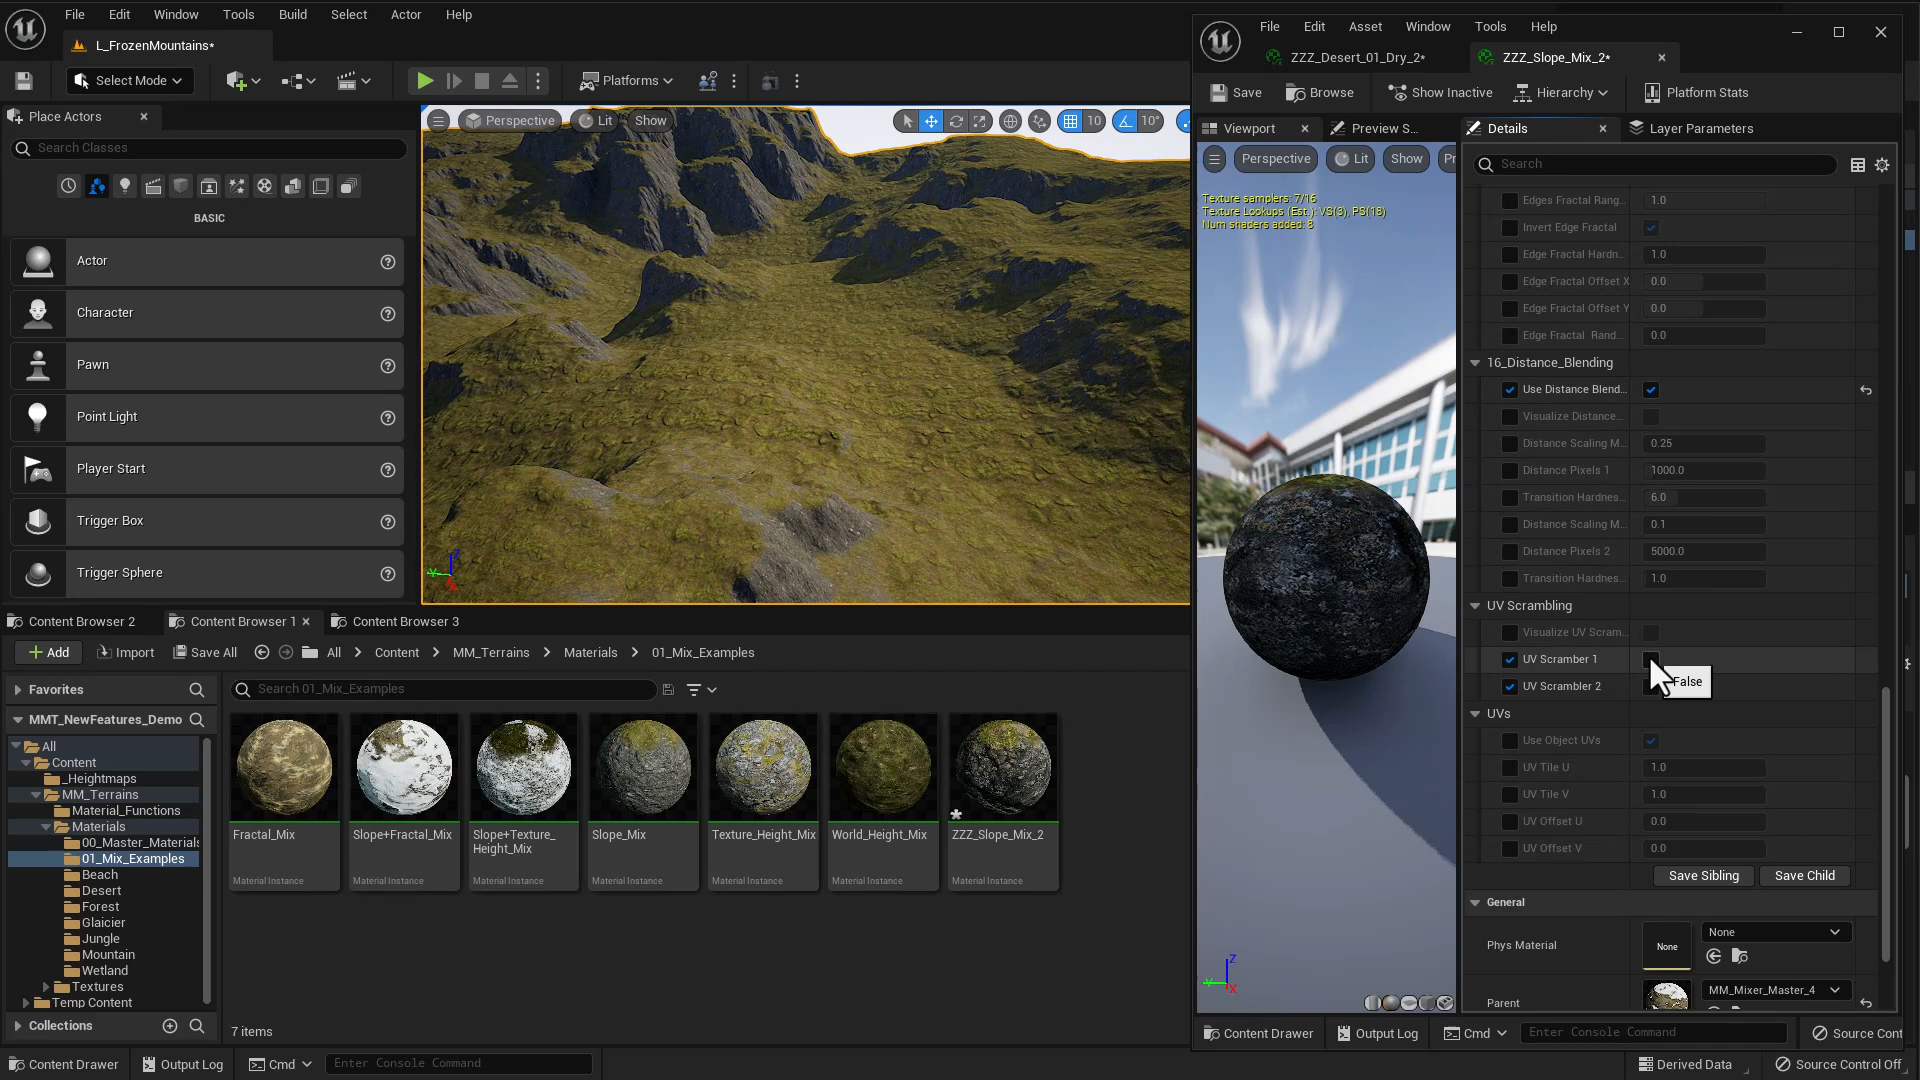 File Edit Window Tools Build Select Actor Help
L_FrozenMountains*
Select Mode
Platforms
Place Actors
Search Classes
BASIC
Actor
Character
Pawn
Point Light
Player Start
Trigger Box
Trigger Sphere
Perspective Lit Show
10 10°
File Edit Asset Window Tools Help
ZZZ_Desert_01_Dry_2* ZZZ_Slope_Mix_2*
Save Browse Show Inactive Hierarchy Platform Stats
Viewport Preview S... Details Layer Parameters
Perspective Lit Show Pr
Search
Texture samplers: 7/16
Texture Lookups (Est.): VS(3), PS(18)
Num shaders added: 8
Edges Fractal Rang... 1.0
Invert Edge Fractal
Edge Fractal Hardn... 1.0
Edge Fractal Offset X 0.0
Edge Fractal Offset Y 0.0
Edge Fractal Rand... 0.0
16_Distance_Blending
Use Distance Blend...
Visualize Distance...
Distance Scaling M... 0.25
Distance Pixels 1 1000.0
Transition Hardnes... 6.0
Distance Scaling M... 0.1
Distance Pixels 2 5000.0
Transition Hardnes... 1.0
UV Scrambling
Visualize UV Scram...
UV Scramber 1
UV Scrambler 2
False
UVs
Use Object UVs
UV Tile U 1.0
UV Tile V 1.0
UV Offset U 0.0
UV Offset V 0.0
Save Sibling Save Child
General
Phys Material None None
Parent MM_Mixer_Master_4
Content Drawer Output Log Cmd Enter Console Command Source Cont
Content Browser 2 Content Browser 1 Content Browser 3
Add Import Save All All Content MM_Terrains Materials 01_Mix_Examples
Favorites
Search 01_Mix_Examples
MMT_NewFeatures_Demo
All
Content
_Heightmaps
MM_Terrains
Material_Functions
Materials
00_Master_Materials
01_Mix_Examples
Beach
Desert
Forest
Glaicier
Jungle
Mountain
Wetland
Textures
Temp Content
Collections
Fractal_Mix
Material Instance
Slope+Fractal_Mix
Material Instance
Slope+Texture_
Height_Mix
Material Instance
Slope_Mix
Material Instance
Texture_Height_Mix
Material Instance
World_Height_Mix
Material Instance
ZZZ_Slope_Mix_2
Material Instance
7 items
Content Drawer Output Log Cmd Enter Console Command Derived Data Source Control Off